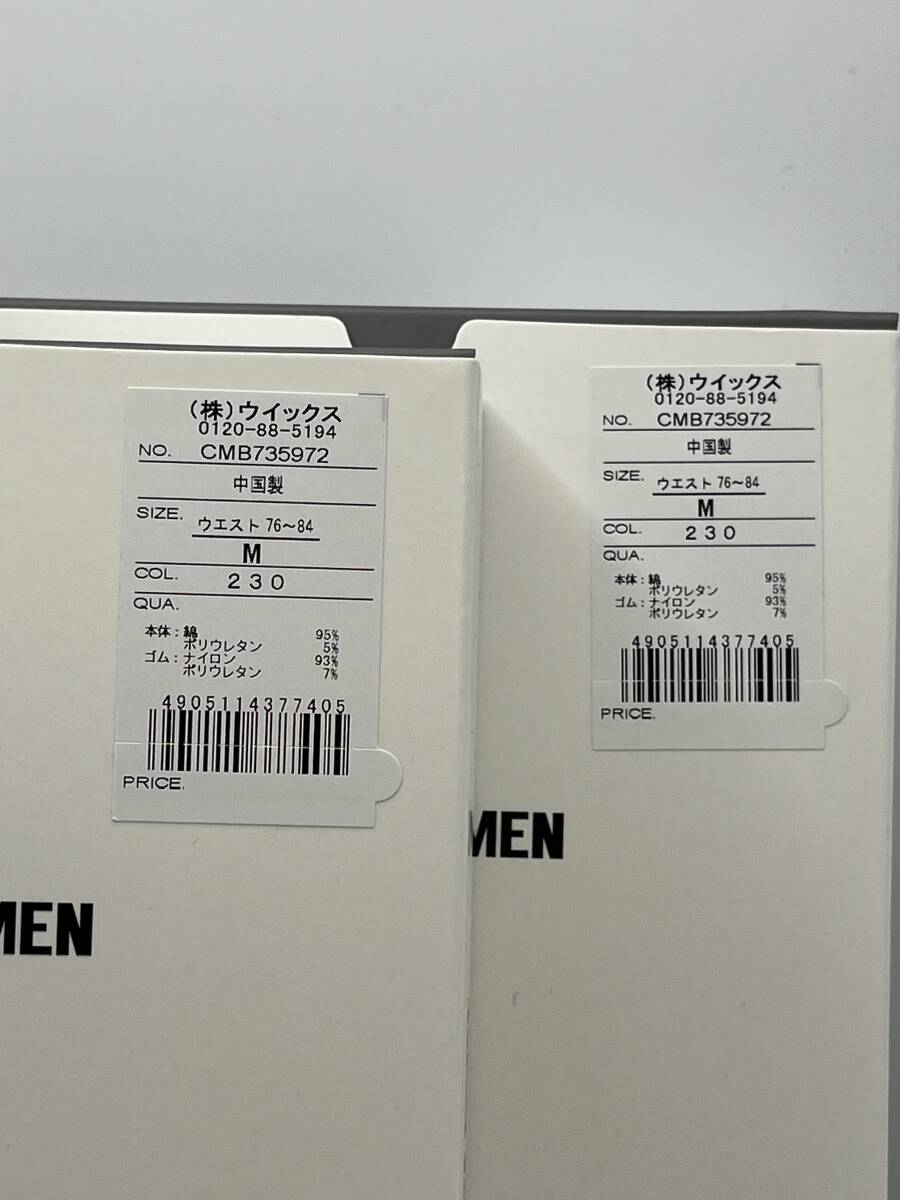 (株)ウイックス
0120-88-5194
NO. CMB735972
中国製
SIZE. ウエスト 76〜84
M
COL. 230
QUA.
本体：綿 95%
ポリウレタン 5%
ゴム：ナイロン 93%
ポリウレタン 7%
4905114377405
PRICE.
MEN
(株)ウイックス
0120-88-5194
NO. CMB735972
中国製
SIZE. ウエスト 76〜84
M
COL. 230
QUA.
本体：綿 95%
ポリウレタン 5%
ゴム：ナイロン 93%
ポリウレタン 7%
4905114377405
PRICE.
MEN